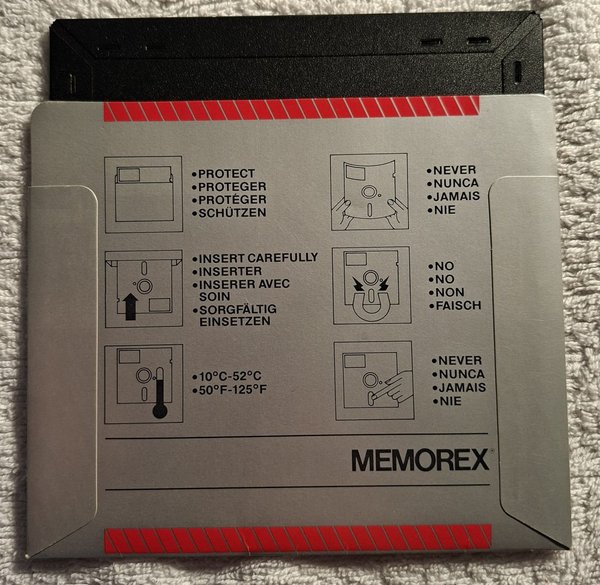 •PROTECT
•PROTEGER
•PROTÉGER
•SCHÜTZEN
•NEVER
•NUNCA
•JAMAIS
•NIE
•INSERT CAREFULLY
•INSERTER
•INSERER AVEC
SOIN
•SORGFÄLTIG
EINSETZEN
•NO
•NO
•NON
•FAISCH
•10°C-52°C
•50°F-125°F
•NEVER
•NUNCA
•JAMAIS
•NIE
MEMOREX®